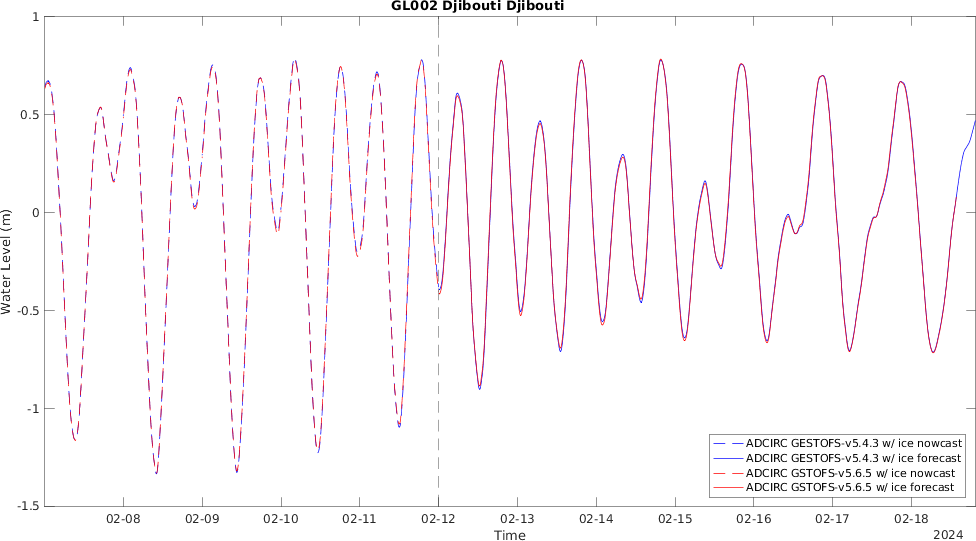 GL002 Djibouti Djibouti
Water Level (m)
1
0.5
0
-0.5
-1
-1.5
ADCIRC GESTOFS-v5.4.3 w/ ice nowcast
ADCIRC GESTOFS-v5.4.3 w/ ice forecast
ADCIRC GSTOFS-v5.6.5 w/ ice nowcast
ADCIRC GSTOFS-v5.6.5 w/ ice forecast
02-08 02-09 02-10 02-11 02-12 02-13 02-14 02-15 02-16 02-17 02-18
Time
2024